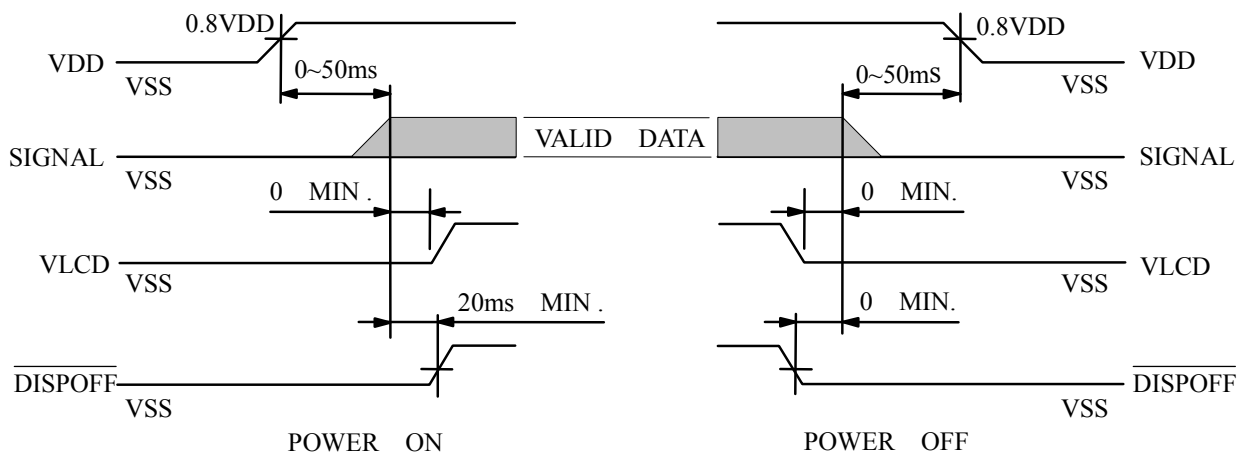 0.8VDD 0.8VDD
VDD VDD
VSS 0~50ms 0~50ms VSS
VALID DATA
SIGNAL SIGNAL
VSS VSS
0 MIN. 0 MIN.
VLCD VLCD
VSS VSS
20ms MIN. 0 MIN.
DISPOFF DISPOFF
VSS VSS
POWER ON POWER OFF